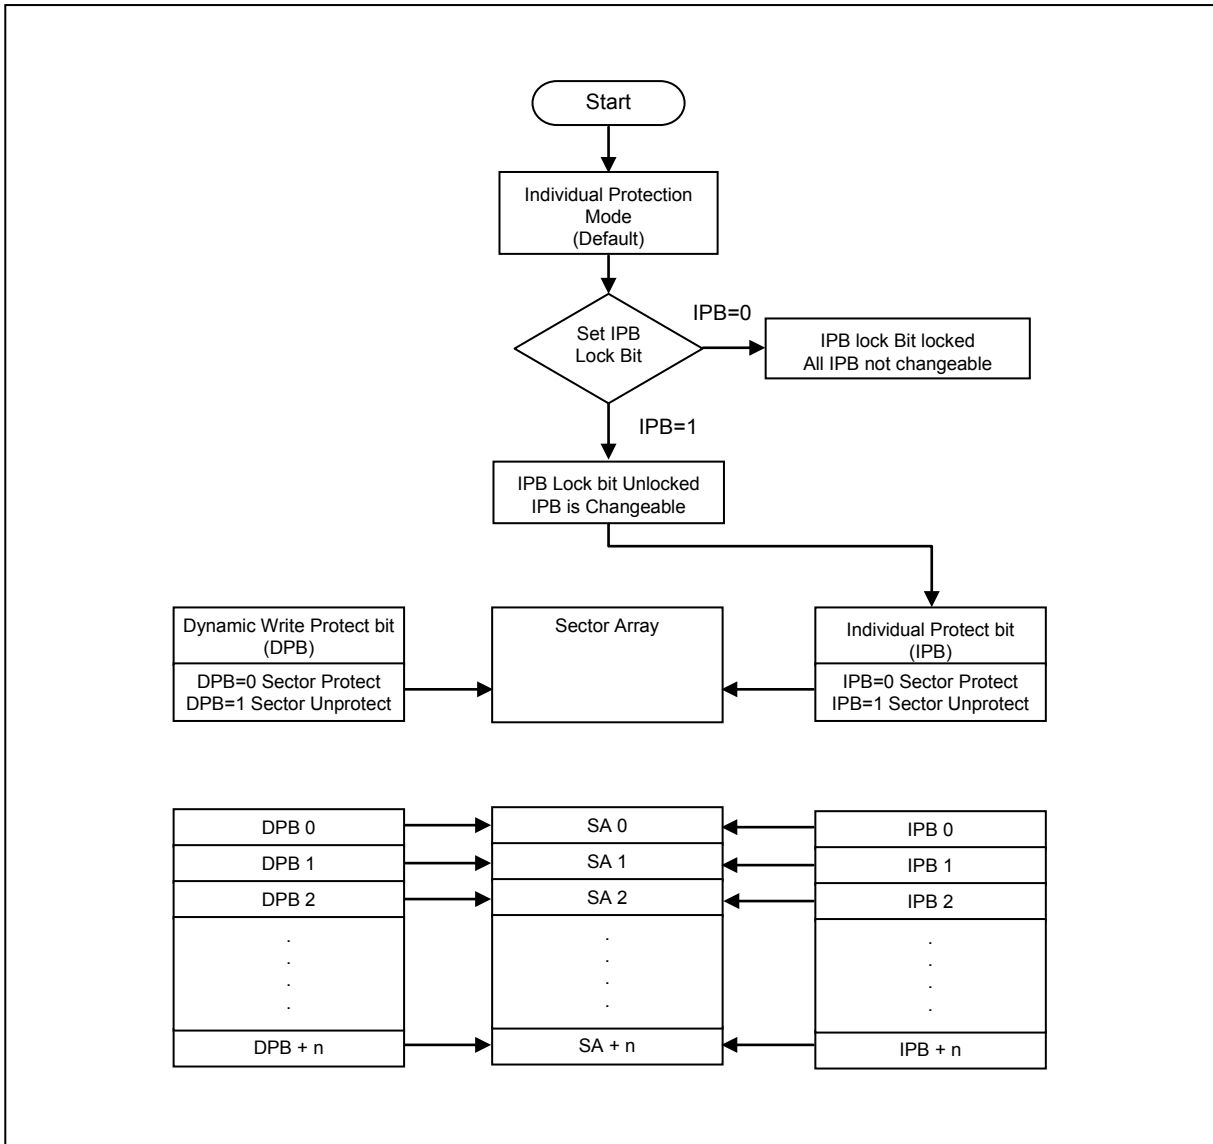 Start
Individual Protection
Mode
(Default)
Set IPB
Lock Bit
IPB=0
IPB lock Bit locked
All IPB not changeable
IPB=1
IPB Lock bit Unlocked
IPB is Changeable
Dynamic Write Protect bit
(DPB)
DPB=0 Sector Protect
DPB=1 Sector Unprotect
Sector Array
Individual Protect bit
(IPB)
IPB=0 Sector Protect
IPB=1 Sector Unprotect
DPB 0
SA 0
IPB 0
DPB 1
SA 1
IPB 1
DPB 2
SA 2
IPB 2
.
.
.
.
.
.
.
.
.
.
.
.
DPB + n
SA + n
IPB + n